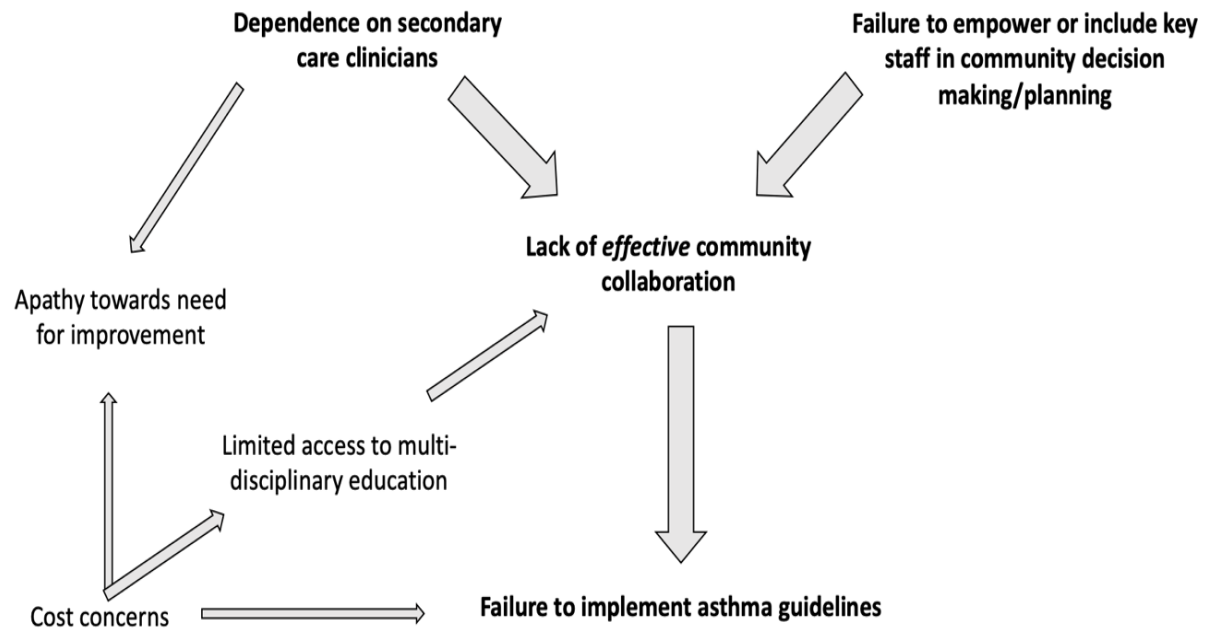 Dependence on secondary
care clinicians
Failure to empower or include key
staff in community decision
making/planning
Lack of effective community
collaboration
Apathy towards need
for improvement
Limited access to multi-
disciplinary education
Cost concerns
Failure to implement asthma guidelines